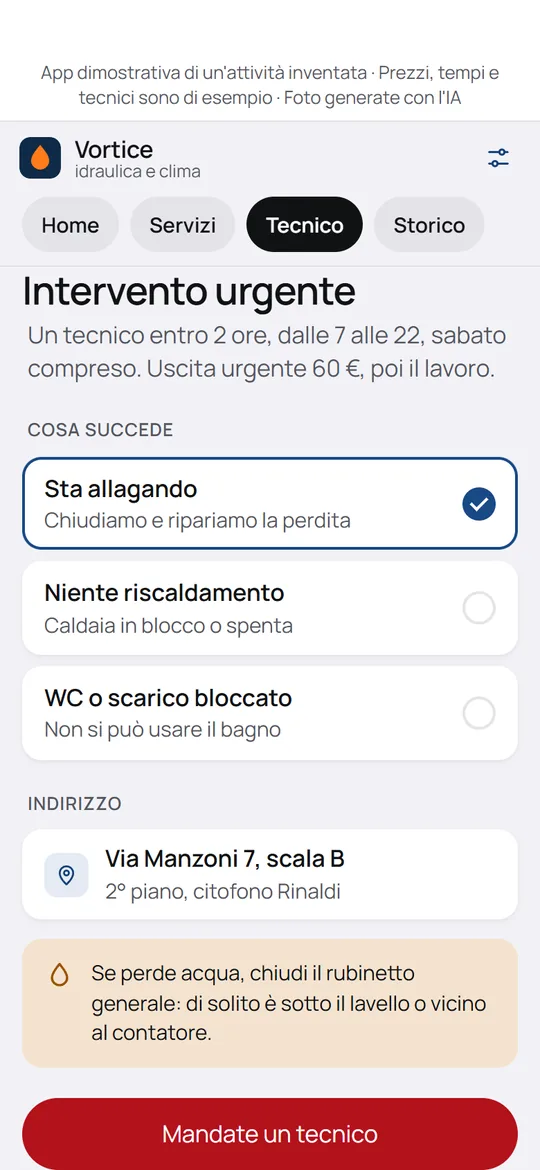 App dimostrativa di un'attività inventata · Prezzi, tempi e
tecnici sono di esempio · Foto generate con l'IA
Vortice
idraulica e clima
Home
Servizi
Tecnico
Storico
Intervento urgente
Un tecnico entro 2 ore, dalle 7 alle 22, sabato
compreso. Uscita urgente 60 €, poi il lavoro.
COSA SUCCEDE
Sta allagando
Chiudiamo e ripariamo la perdita
Niente riscaldamento
Caldaia in blocco o spenta
WC o scarico bloccato
Non si può usare il bagno
INDIRIZZO
Via Manzoni 7, scala B
2° piano, citofono Rinaldi
Se perde acqua, chiudi il rubinetto
generale: di solito è sotto il lavello o vicino
al contatore.
Mandate un tecnico